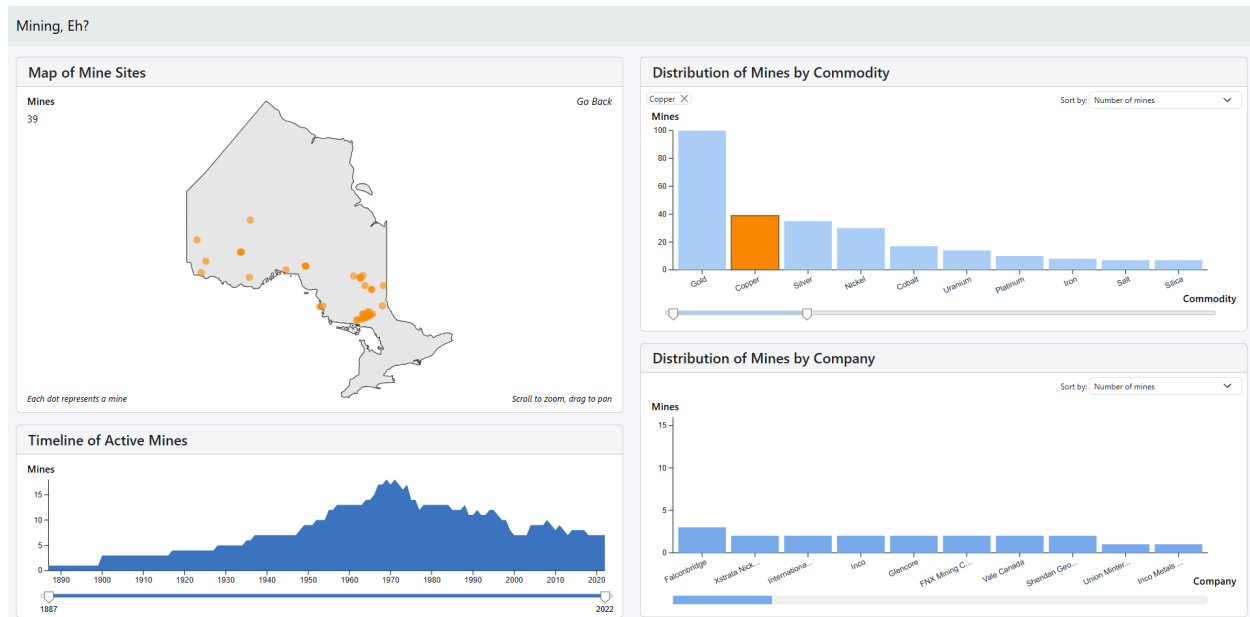 Mining, Eh?
Map of Mine Sites
Mines
39
Go Back
Each dot represents a mine
Scroll to zoom, drag to pan
Timeline of Active Mines
Mines
15
10
5
0
1890 1900 1910 1920 1930 1940 1950 1960 1970 1980 1990 2000 2010 2020
1887 2022
Distribution of Mines by Commodity
Copper
Sort by: Number of mines
Mines
100
80
60
40
20
0
Gold Copper Silver Nickel Cobalt Uranium Platinum Iron Salt Silica
Commodity
Distribution of Mines by Company
Sort by: Number of mines
Mines
15
10
5
0
Falconbridge Xstrata Nick... Internationa... Inco Glencore FNX Mining C... Vale Canada Sheridan Geo... Union Minier... Inco Metals ...
Company